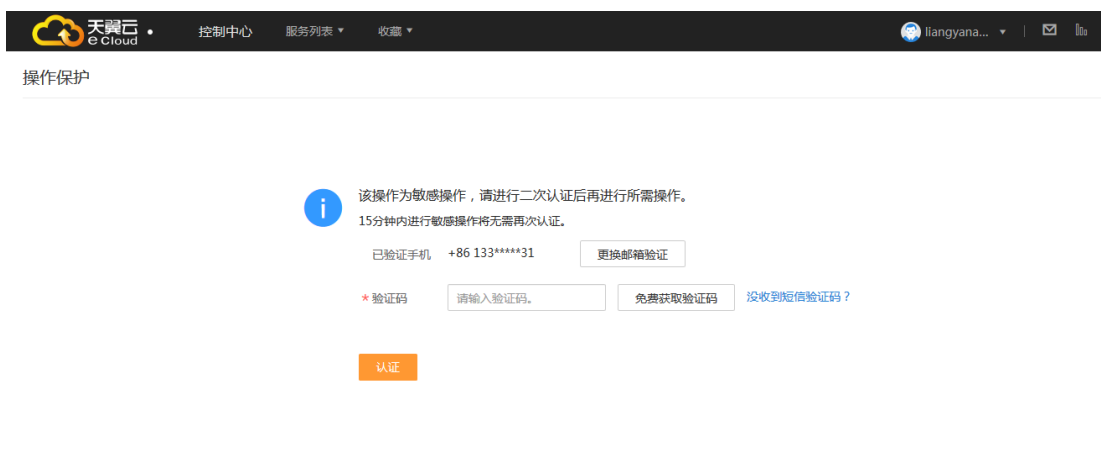 天翼云
e Cloud
控制中心 服务列表 收藏 liangyana...
操作保护
该操作为敏感操作，请进行二次认证后再进行所需操作。
15分钟内进行敏感操作将无需再次认证。
已验证手机 +86 133*****31 更换邮箱验证
*验证码 请输入验证码。 免费获取验证码 没收到短信验证码？
认证